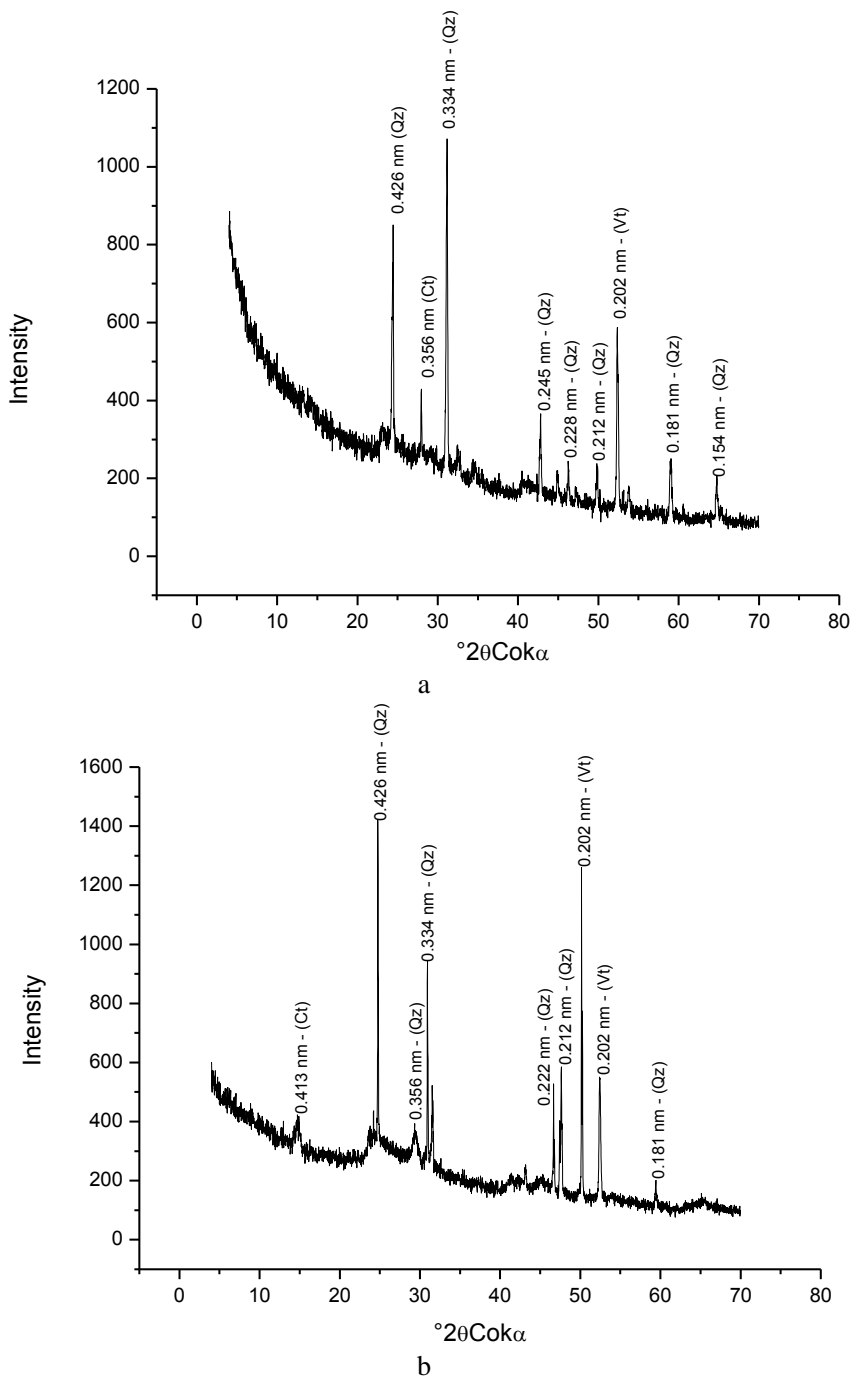 0.334 nm - (Qz)
1200
0.426 nm (Qz)
1000
0.202 nm - (Vt)
800
0.356 nm (Ct)
0.245 nm - (Qz)
0.228 nm - (Qz)
0.212 nm - (Qz)
0.181 nm - (Qz)
0.154 nm - (Qz)
600
Intensity
400
200
0
0 10 20 30 40 50 60 70 80
°2θCokα
a
0.426 nm - (Qz)
1600
0.202 nm - (Vt)
1400
0.334 nm - (Qz)
1200
1000
0.222 nm - (Qz)
0.212 nm - (Qz)
0.202 nm - (Vt)
800
0.413 nm - (Ct)
0.356 nm - (Qz)
Intensity
600
0.181 nm - (Qz)
400
200
0
0 10 20 30 40 50 60 70 80
°2θCokα
b